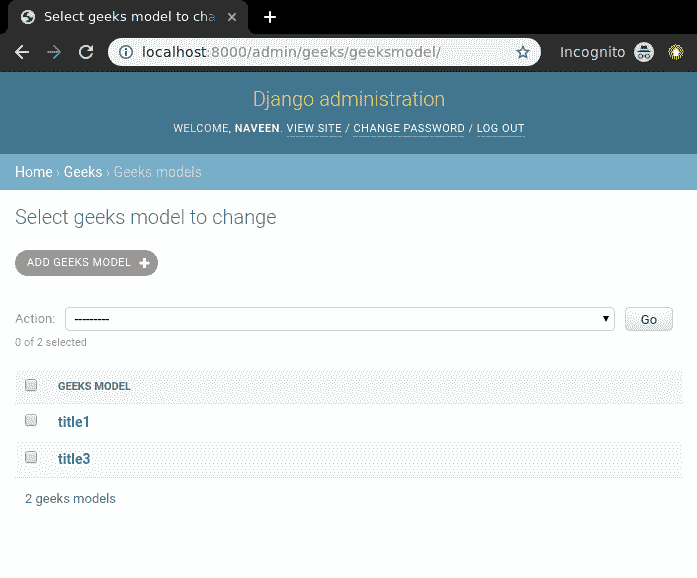 Select geeks model to cha
localhost:8000/admin/geeks/geeksmodel/
Incognito
Django administration
WELCOME, NAVEEN. VIEW SITE / CHANGE PASSWORD / LOG OUT
Home › Geeks › Geeks models
Select geeks model to change
ADD GEEKS MODEL
Action: --------- Go
0 of 2 selected
GEEKS MODEL
title1
title3
2 geeks models